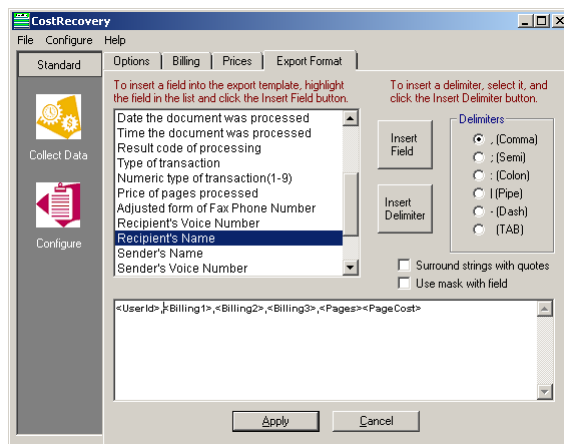 CostRecovery
File Configure Help
Standard
Options Billing Prices Export Format
To insert a field into the export template, highlight
the field in the list and click the Insert Field button.
To insert a delimiter, select it, and
click the Insert Delimiter button.
Date the document was processed
Time the document was processed
Result code of processing
Type of transaction
Numeric type of transaction(1-9)
Price of pages processed
Adjusted form of Fax Phone Number
Recipient's Voice Number
Recipient's Name
Sender's Name
Sender's Voice Number
Insert
Field
Insert
Delimiter
Delimiters
, (Comma)
; (Semi)
: (Colon)
| (Pipe)
- (Dash)
(TAB)
Collect Data
Configure
Surround strings with quotes
Use mask with field
<UserId>,<Billing1>,<Billing2>,<Billing3>,<Pages><PageCost>
Apply Cancel